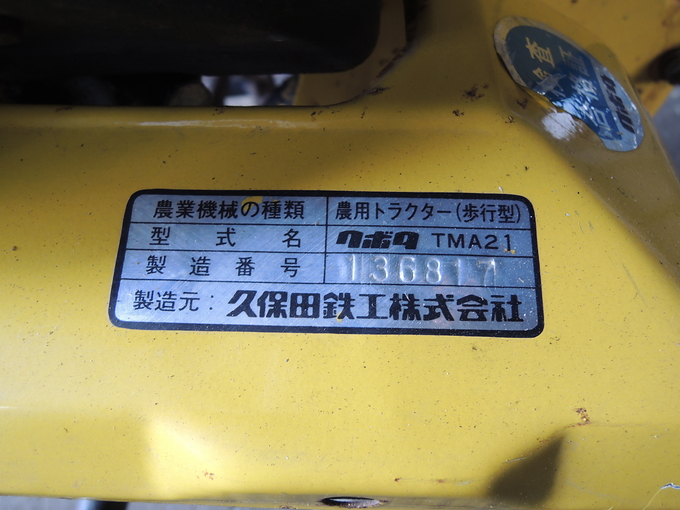 農業機械の種類 農用トラクター(歩行型)
型式名 クボタ TMA21
製造番号 136817
製造元: 久保田鉄工株式会社